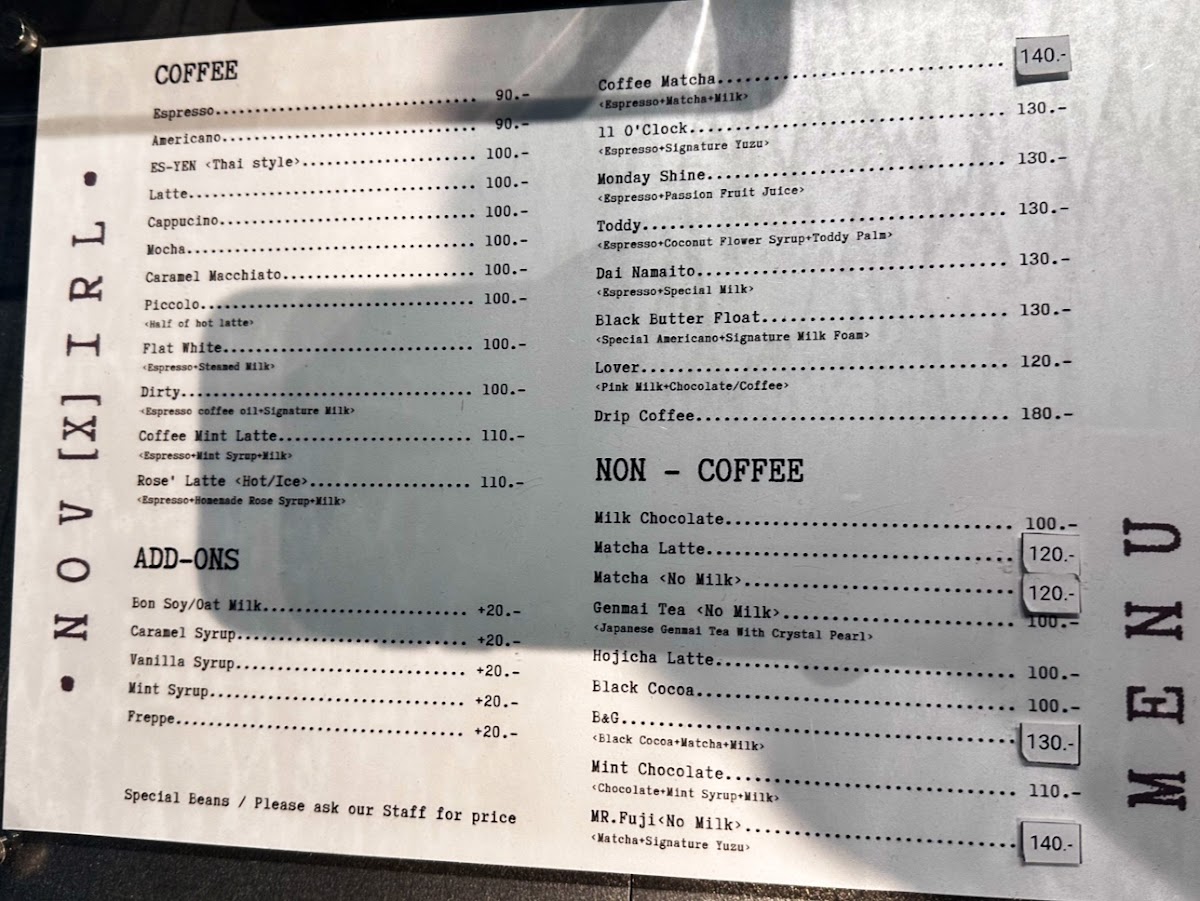 NOV [X] IRL
COFFEE
Espresso 90.-
Americano 90.-
ES-YEN <Thai style> 100.-
Latte 100.-
Cappucino 100.-
Mocha 100.-
Caramel Macchiato 100.-
Piccolo 100.-
<Half of hot latte>
Flat White 100.-
<Espresso+Steamed Milk>
Dirty 100.-
<Espresso coffee oil+Signature Milk>
Coffee Mint Latte 110.-
<Espresso+Mint Syrup+Milk>
Rose' Latte <Hot/Ice> 110.-
<Espresso+Homemade Rose Syrup+Milk>
ADD-ONS
Bon Soy/Oat Milk +20.-
Caramel Syrup +20.-
Vanilla Syrup +20.-
Mint Syrup +20.-
Freppe +20.-
Special Beans / Please ask our Staff for price
Coffee Matcha 140.-
<Espresso+Matcha+Milk>
11 O'Clock 130.-
<Espresso+Signature Yuzu>
Monday Shine 130.-
<Espresso+Passion Fruit Juice>
Toddy 130.-
<Espresso+Coconut Flower Syrup+Toddy Palm>
Dai Namaito 130.-
<Espresso+Special Milk>
Black Butter Float 130.-
<Special Americano+Signature Milk Foam>
Lover 120.-
<Pink Milk+Chocolate/Coffee>
Drip Coffee 180.-
NON - COFFEE
Milk Chocolate 100.-
Matcha Latte 120.-
Matcha <No Milk> 120.-
Genmai Tea <No Milk> 100.-
<Japanese Genmai Tea With Crystal Pearl>
Hojicha Latte 100.-
Black Cocoa 100.-
B&G 130.-
<Black Cocoa+Matcha+Milk>
Mint Chocolate 110.-
<Chocolate+Mint Syrup+Milk>
MR.Fuji<No Milk> 140.-
<Matcha+Signature Yuzu>
MENU